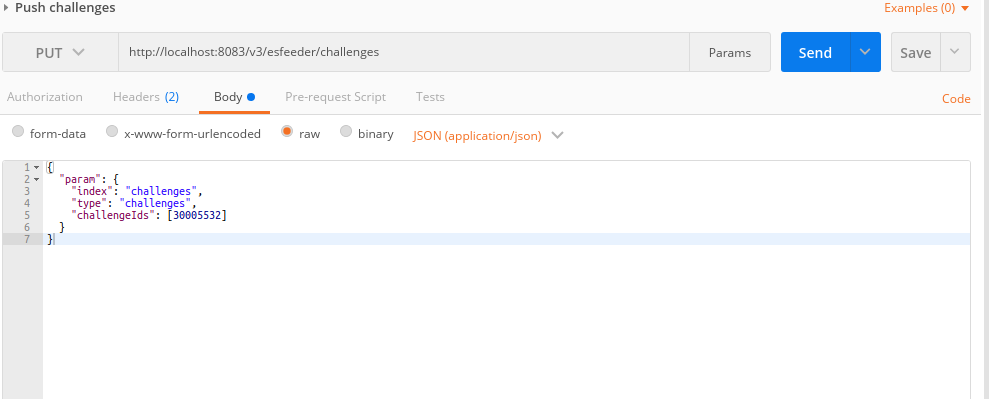 Push challenges
Examples (0)
PUT http://localhost:8083/v3/esfeeder/challenges Params Send Save
Authorization Headers (2) Body Pre-request Script Tests Code
form-data x-www-form-urlencoded raw binary JSON (application/json)
1 {
2 "param": {
3 "index": "challenges",
4 "type": "challenges",
5 "challengeIds": [30005532]
6 }
7 }